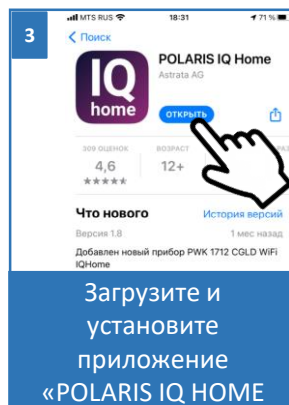 3
MTS RUS 18:31 71 %
Поиск
IQ
home
POLARIS IQ Home
Astrata AG
ОТКРЫТЬ
309 ОЦЕНОК ВОЗРАСТ
4,6 12+
Что нового История версий
Версия 1.8 1 мес назад
Добавлен новый прибор PWK 1712 CGLD WiFi
IQHome
Загрузите и
установите
приложение
«POLARIS IQ HOME